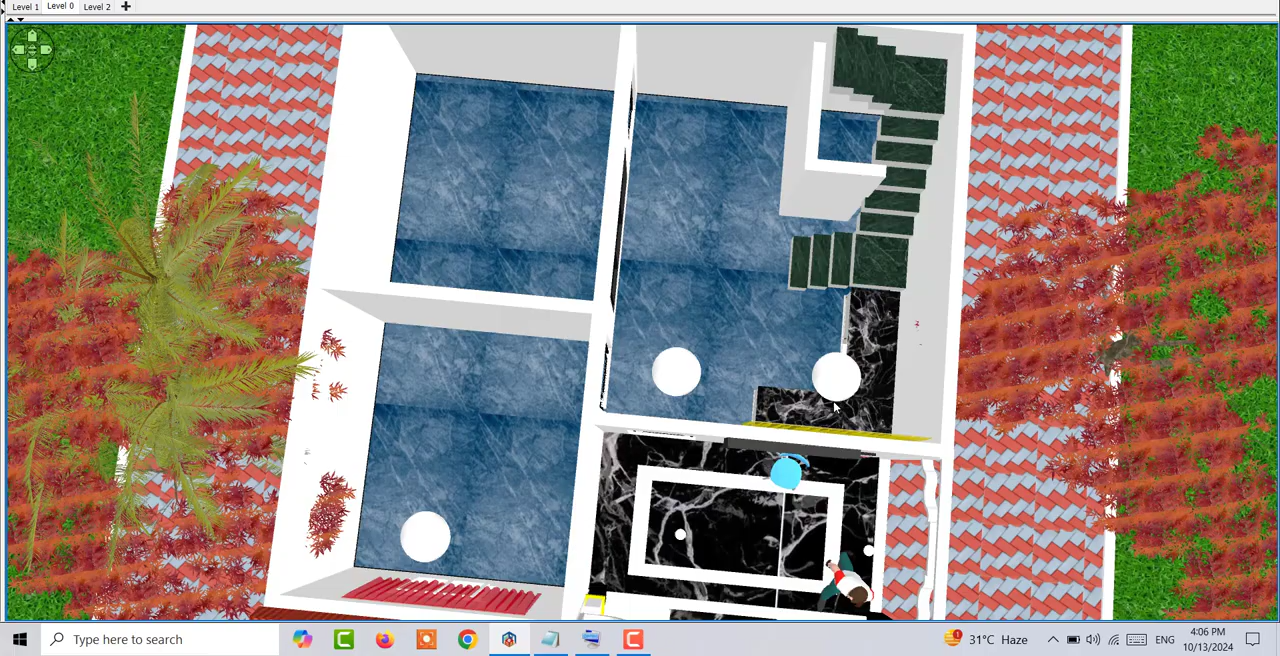 Level 1 Level 0 Level 2
Type here to search
31°C Haze
ENG
4:06 PM
10/13/2024